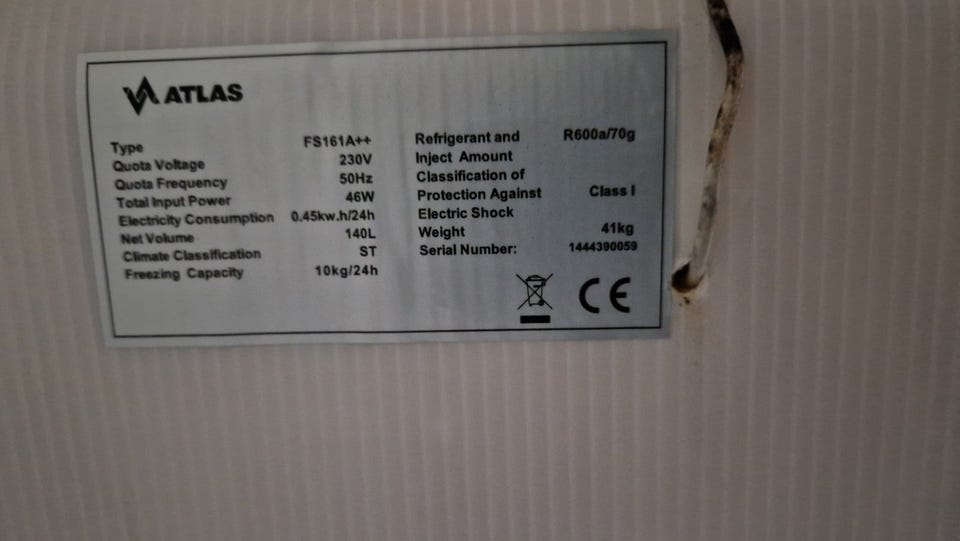 ATLAS
Type FS161A++
Quota Voltage 230V
Quota Frequency 50Hz
Total Input Power 46W
Electricity Consumption 0.45kw.h/24h
Net Volume 140L
Climate Classification ST
Freezing Capacity 10kg/24h
Refrigerant and R600a/70g
Inject Amount
Classification of
Protection Against Class I
Electric Shock
Weight 41kg
Serial Number: 1444390059
CE